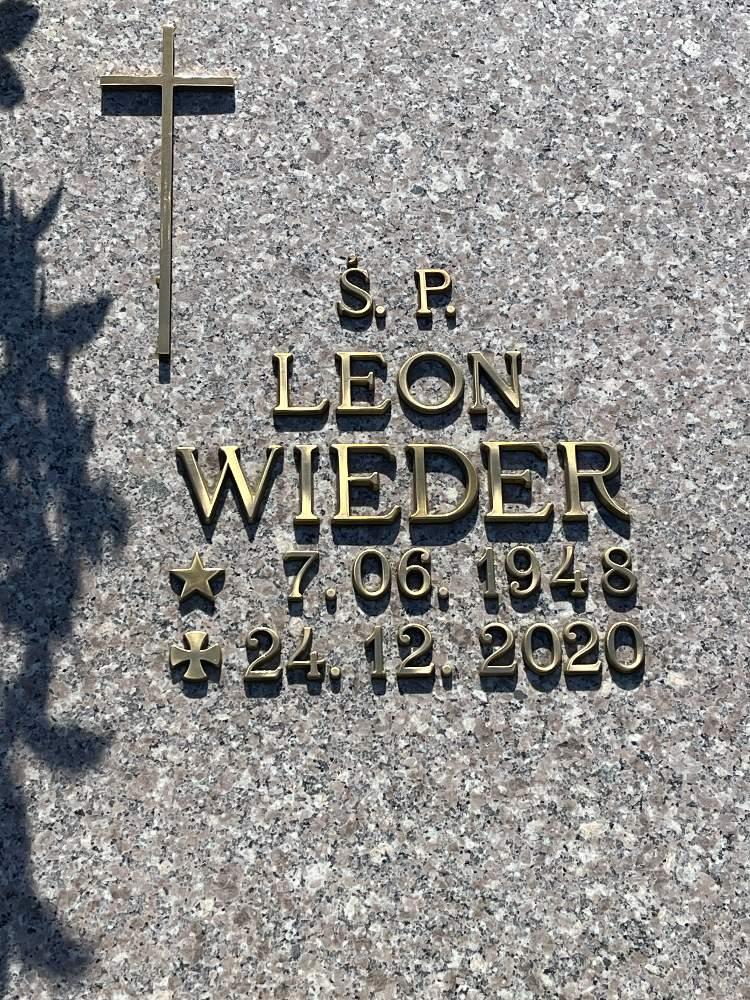 Ś. P.
LEON
WIEDER
7. 06. 1948
24. 12. 2020